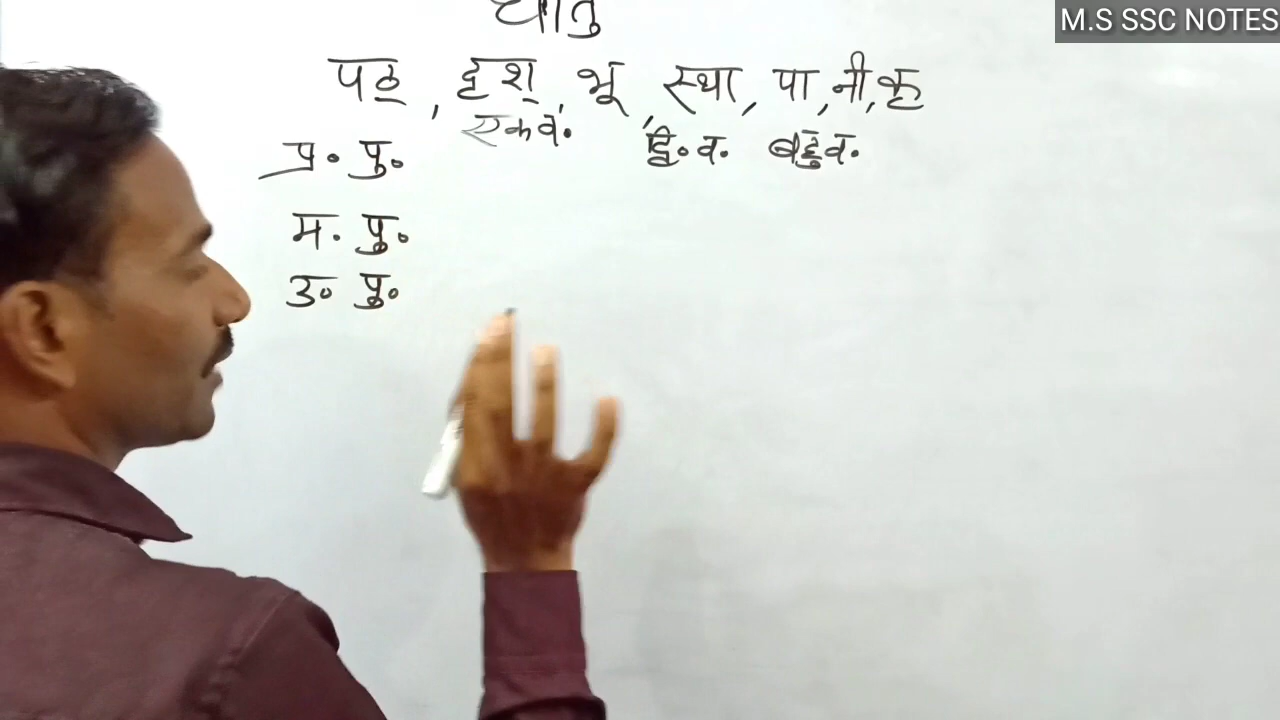 M.S SSC NOTES
धातु
पठ्, दृश्, भू, स्था, पा, नी, कृ
एकव. द्वि.व. बहुव.
प्र. पु.
म. पु.
उ. पु.